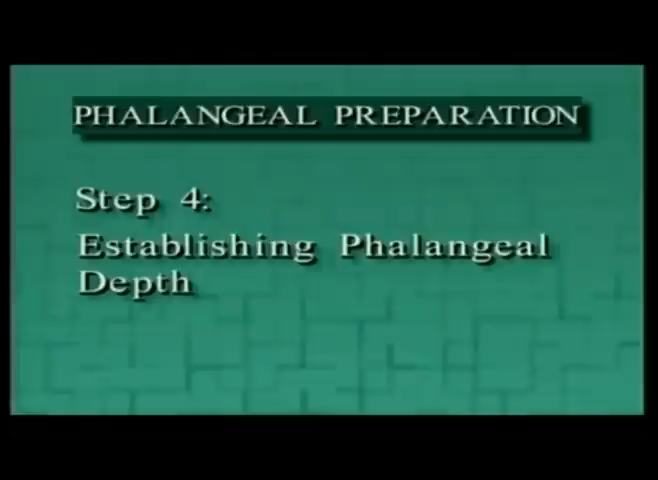 PHALANGEAL PREPARATION
Step 4:
Establishing Phalangeal
Depth